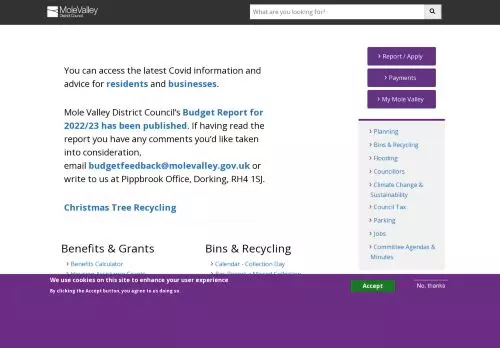 MoleValley
District Council
What are you looking for?
You can access the latest Covid information and
advice for residents and businesses.
Mole Valley District Council's Budget Report for
2022/23 has been published. If having read the
report you have any comments you'd like taken
into consideration,
email budgetfeedback@molevalley.gov.uk or
write to us at Pippbrook Office, Dorking, RH4 1SJ.
Christmas Tree Recycling
Benefits & Grants
Benefits Calculator
Bins & Recycling
Calendar - Collection Day
Report / Apply
Payments
My Mole Valley
Planning
Bins & Recycling
Flooding
Councillors
Climate Change &
Sustainability
Council Tax
Parking
Jobs
Committee Agendas &
Minutes
We use cookies on this site to enhance your user experience
By clicking the Accept button, you agree to us doing so.
Accept
No, thanks